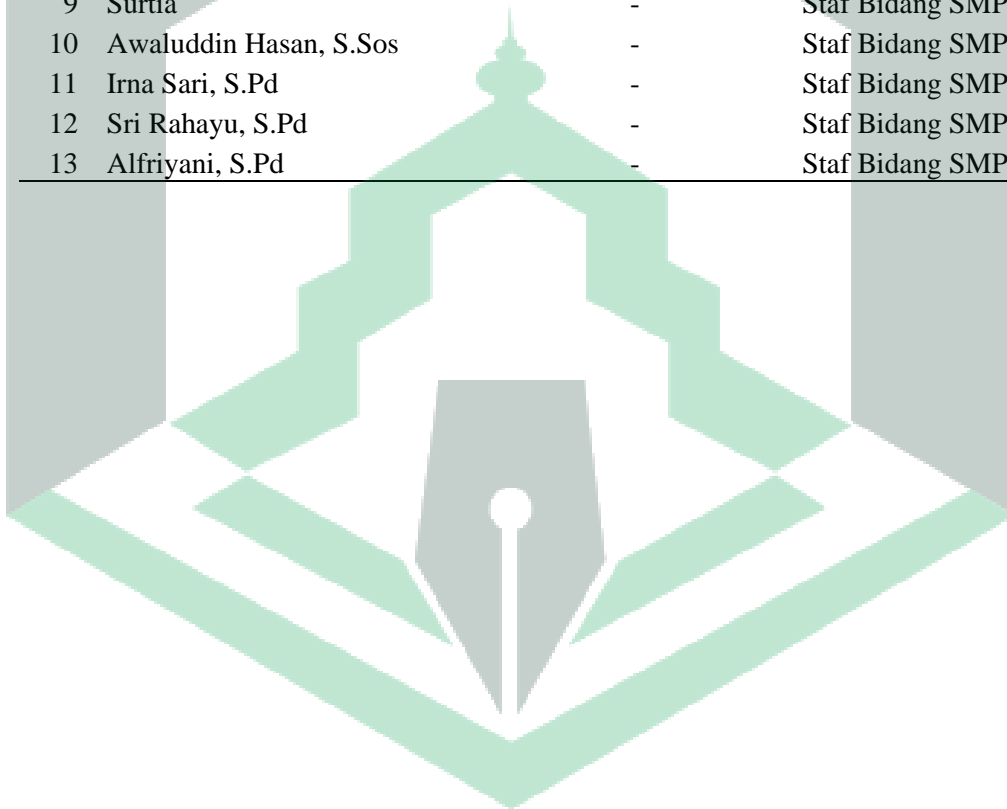 9 Surtia - Staf Bidang SMP
10 Awaluddin Hasan, S.Sos - Staf Bidang SMP
11 Irna Sari, S.Pd - Staf Bidang SMP
12 Sri Rahayu, S.Pd - Staf Bidang SMP
13 Alfriyani, S.Pd - Staf Bidang SMP